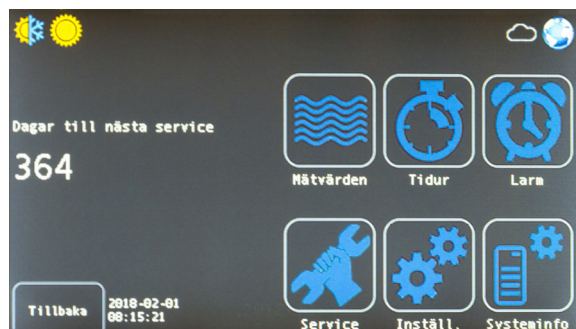 Dagar till nästa service
364
Mätvärden
Tidur
Larm
Service
Inställ.
Systeminfo
Tillbaka
2018-02-01
08:15:21